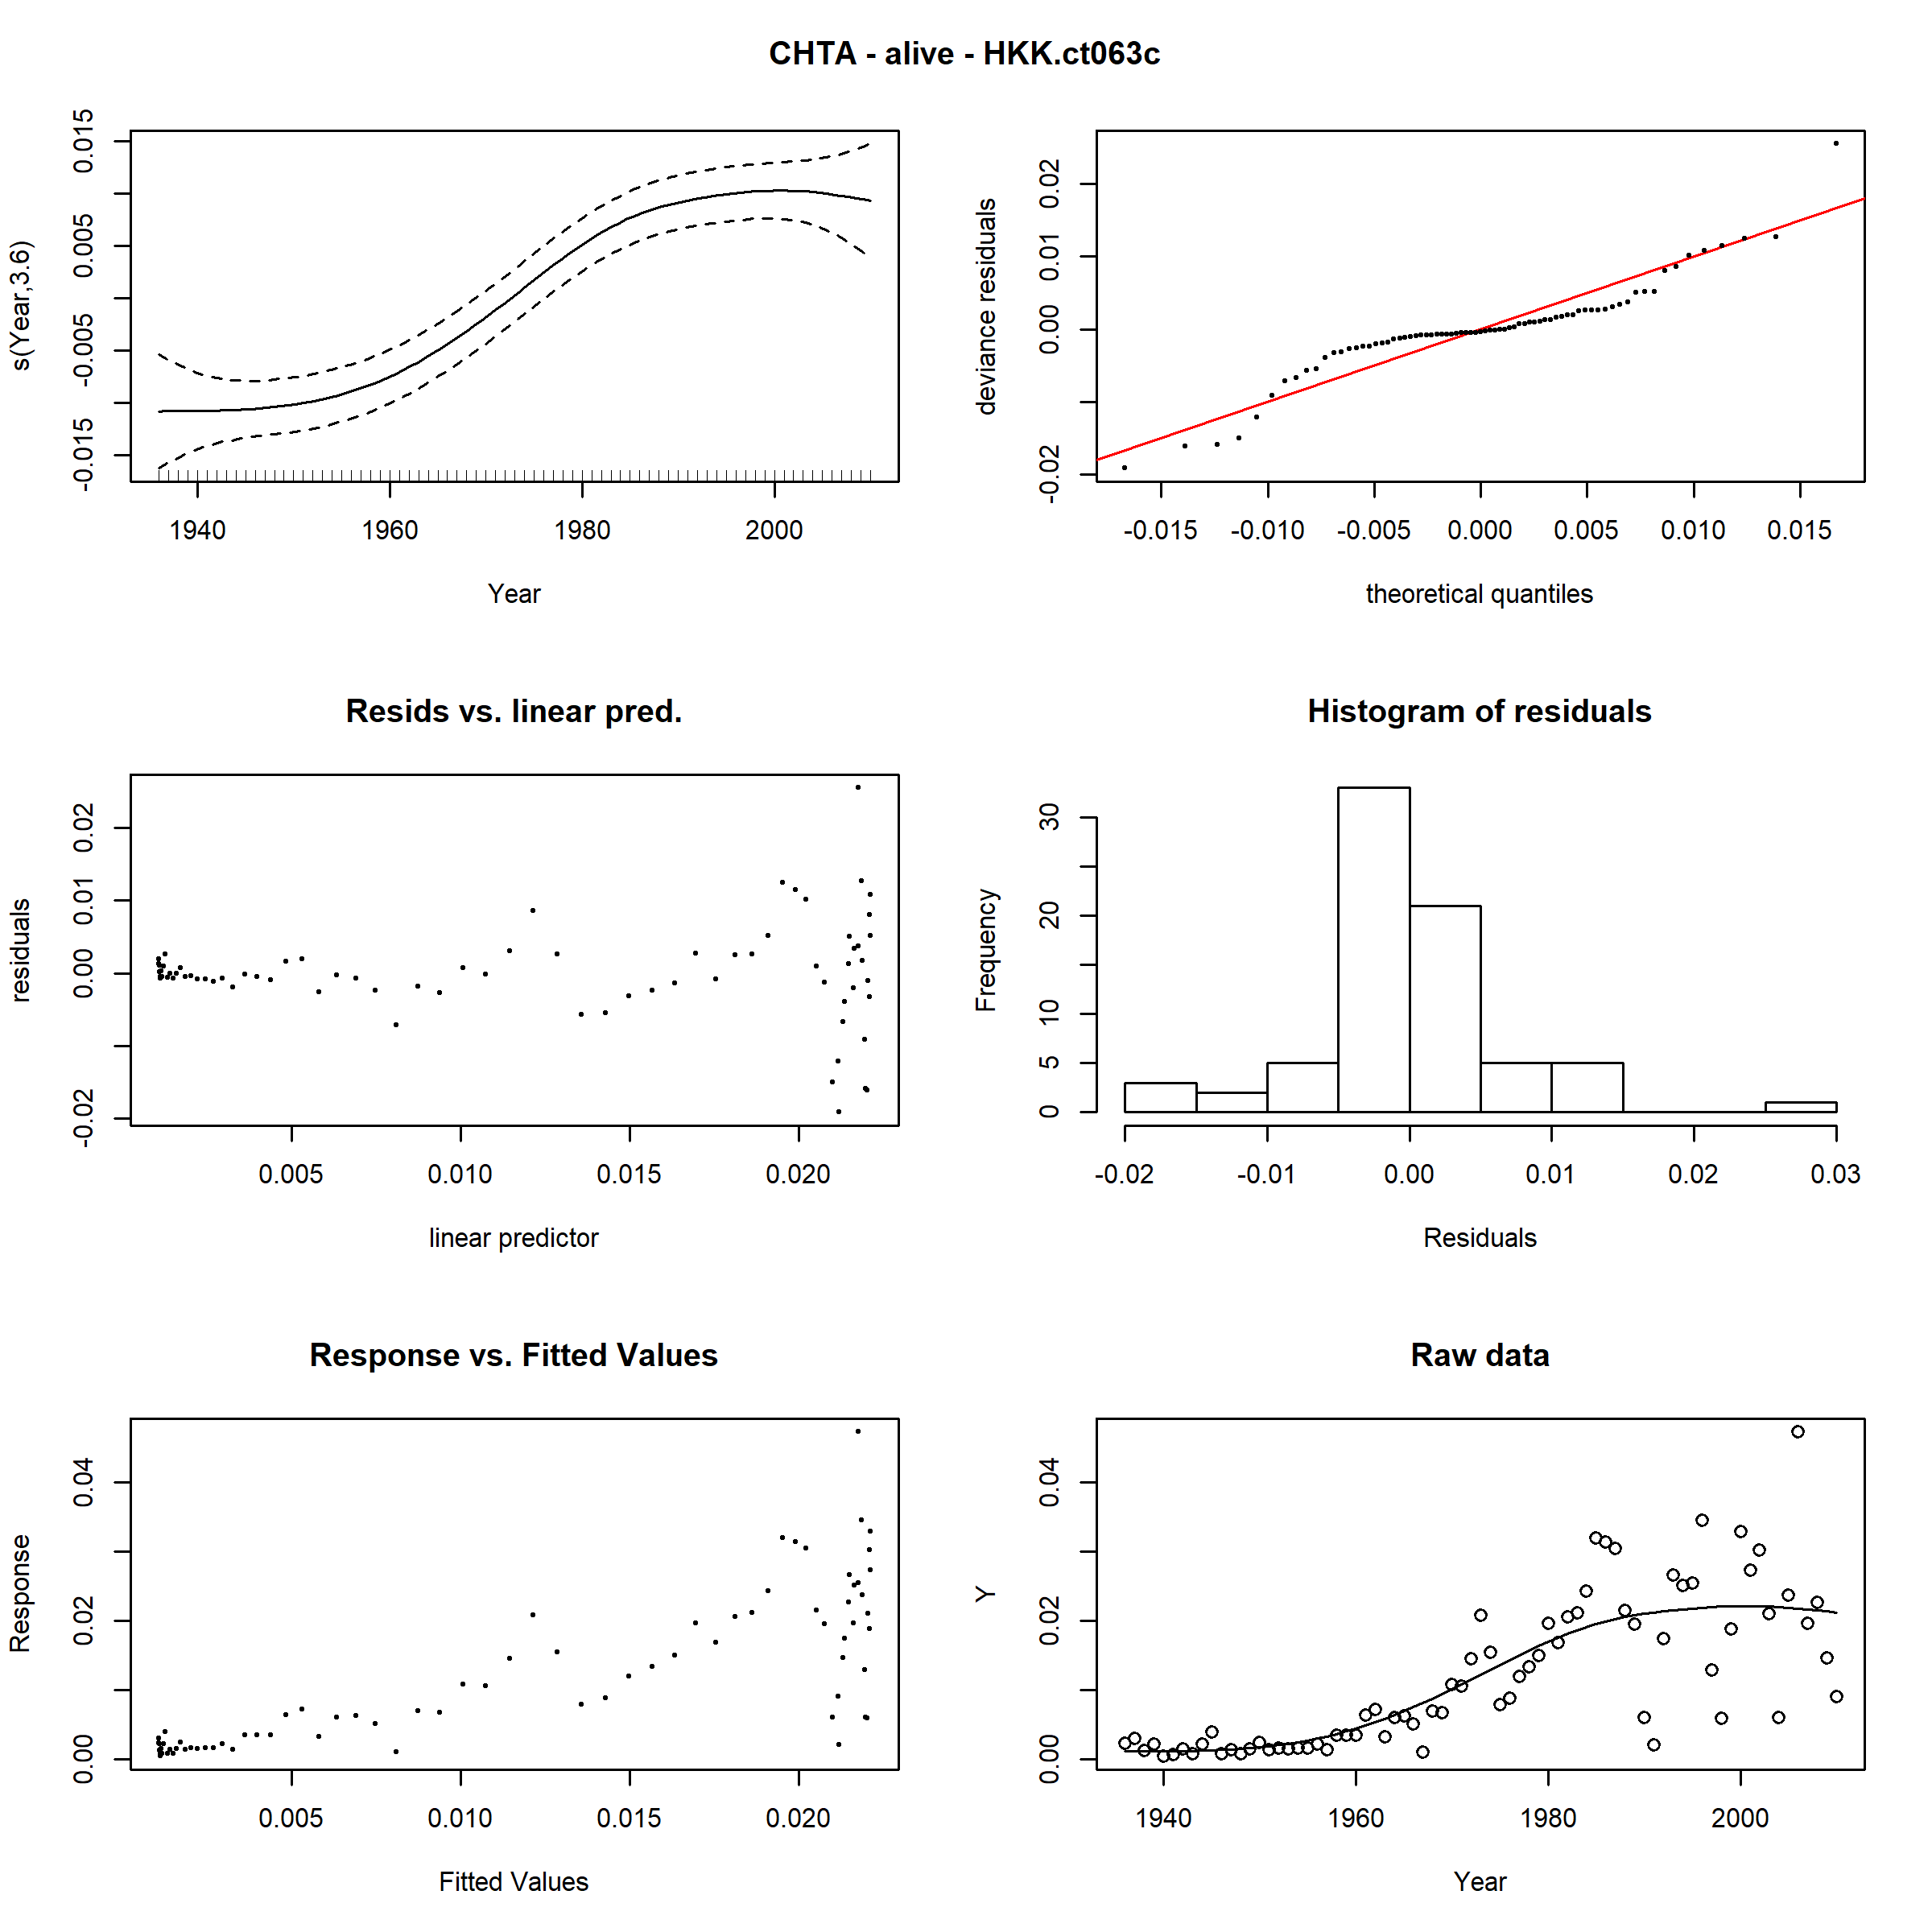 CHTA - alive - HKK.ct063c
s(Year,3.6)
-0.015 -0.005 0.005 0.015
1940 1960 1980 2000
Year
deviance residuals
-0.02 0.00 0.01 0.02
-0.015 -0.010 -0.005 0.000 0.005 0.010 0.015
theoretical quantiles
Resids vs. linear pred.
residuals
-0.02 0.00 0.01 0.02
0.005 0.010 0.015 0.020
linear predictor
Histogram of residuals
Frequency
0 5 10 20 30
-0.02 -0.01 0.00 0.01 0.02 0.03
Residuals
Response vs. Fitted Values
Response
0.00 0.02 0.04
0.005 0.010 0.015 0.020
Fitted Values
Raw data
Y
0.00 0.02 0.04
1940 1960 1980 2000
Year